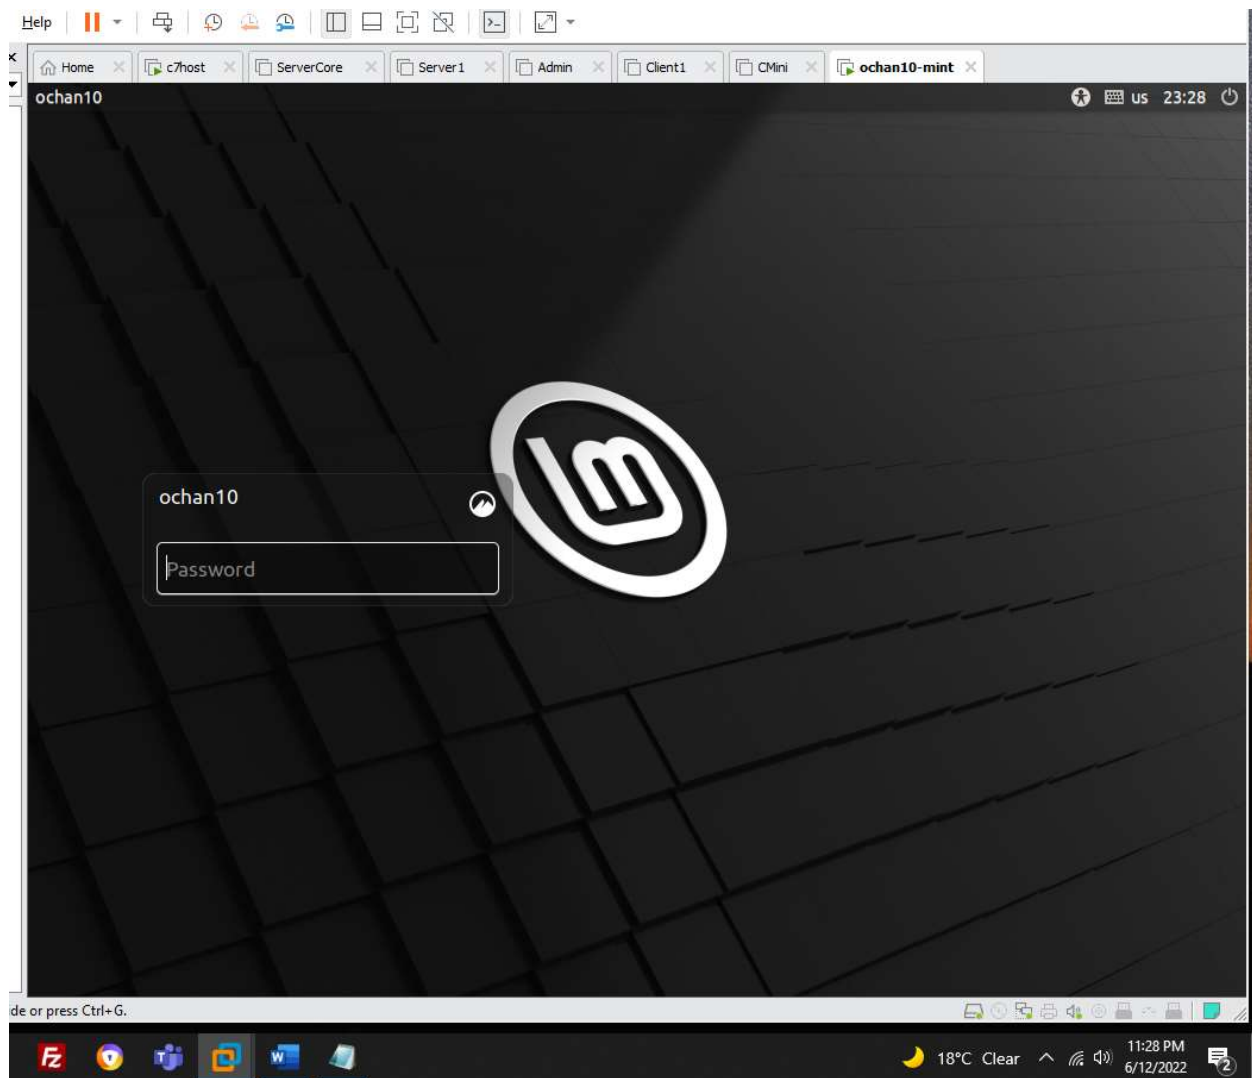 Help
Home c7host ServerCore Server1 Admin Client1 CMini ochan10-mint
ochan10 us 23:28
ochan10
Password
de or press Ctrl+G.
18°C Clear 11:28 PM
6/12/2022 2